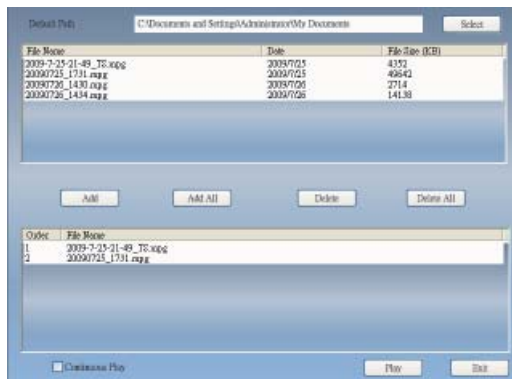 Default Path C:\Documents and Settings\Administrator\My Documents Select
File Name Date File Size (KB)
2009-7-25-21-49_TS.mpg 2009/7/25 4352
20090725_1731.mpg 2009/7/25 49642
20090726_1430.mpg 2009/7/26 2714
20090726_1434.mpg 2009/7/26 14138
Add Add All Delete Delete All
Order File Name
1 2009-7-25-21-49_TS.mpg
2 20090725_1731.mpg
Continuous Play Play Exit